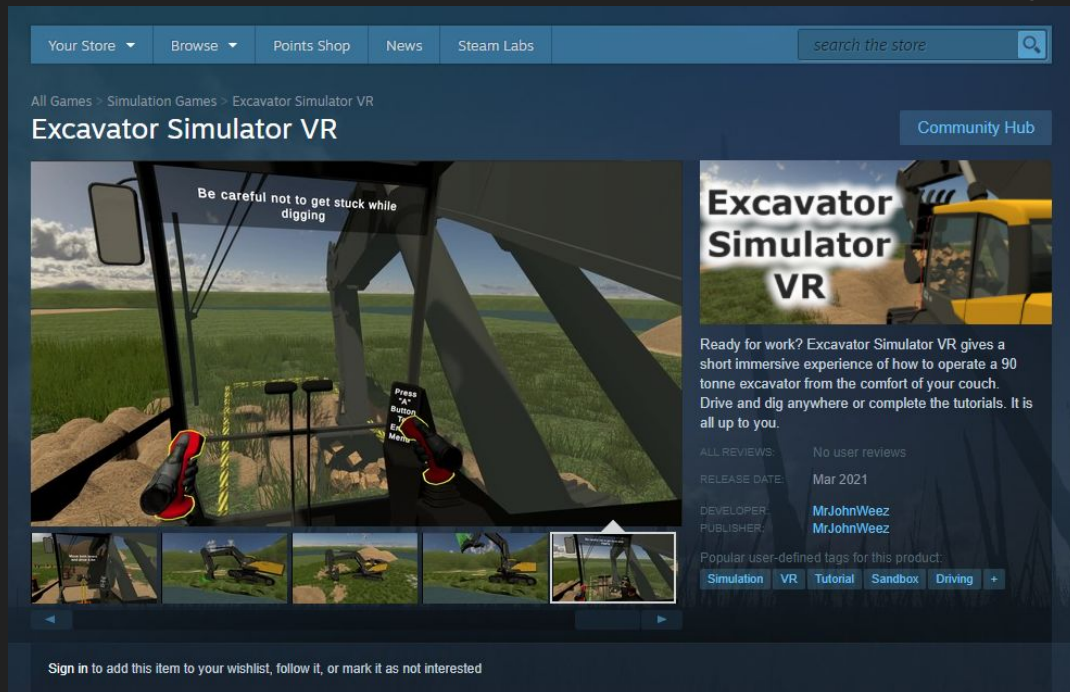 Your Store
Browse
Points Shop
News
Steam Labs
search the store
All Games > Simulation Games > Excavator Simulator VR
Excavator Simulator VR
Community Hub
Be careful not to get stuck while
digging
Press
"A"
Button
Menu
Excavator
Simulator
VR
Ready for work? Excavator Simulator VR gives a
short immersive experience of how to operate a 90
tonne excavator from the comfort of your couch.
Drive and dig anywhere or complete the tutorials. It is
all up to you.
ALL REVIEWS: No user reviews
RELEASE DATE: Mar 2021
DEVELOPER: MrJohnWeez
PUBLISHER: MrJohnWeez
Popular user-defined tags for this product:
Simulation VR Tutorial Sandbox Driving +
Sign in to add this item to your wishlist, follow it, or mark it as not interested